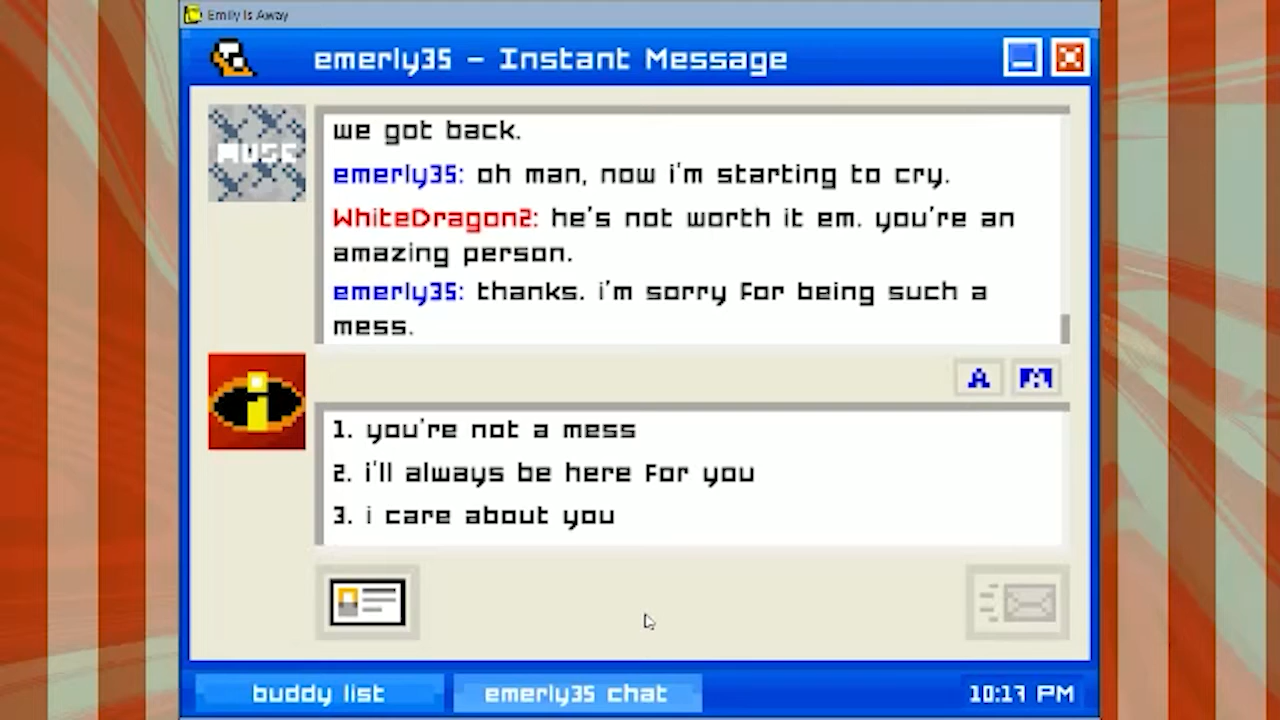 Emily is Away
emerly35 - Instant Message
MUSE
we got back.
emerly35: oh man, now i'm starting to cry.
WhiteDragon2: he's not worth it em. you're an
amazing person.
emerly35: thanks. i'm sorry for being such a
mess.
A
1. you're not a mess
2. i'll always be here for you
3. i care about you
buddy list
emerly35 chat
10:17 PM